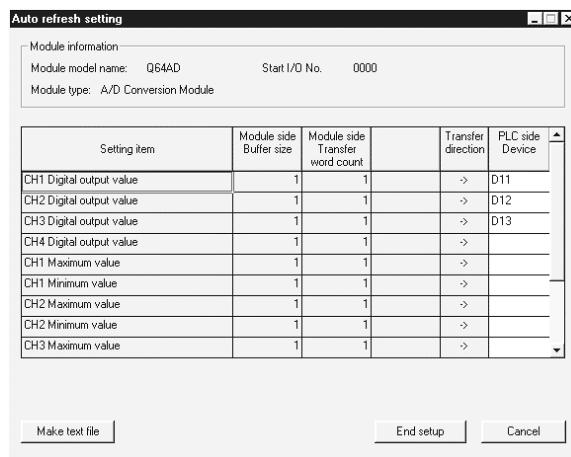 Auto refresh setting
Module information
Module model name: Q64AD Start I/O No. 0000
Module type: A/D Conversion Module
Setting item Module side Buffer size Module side Transfer word count Transfer direction PLC side Device
CH1 Digital output value 1 1 -> D11
CH2 Digital output value 1 1 -> D12
CH3 Digital output value 1 1 -> D13
CH4 Digital output value 1 1 ->
CH1 Maximum value 1 1 ->
CH1 Minimum value 1 1 ->
CH2 Maximum value 1 1 ->
CH2 Minimum value 1 1 ->
CH3 Maximum value 1 1 ->
Make text file End setup Cancel